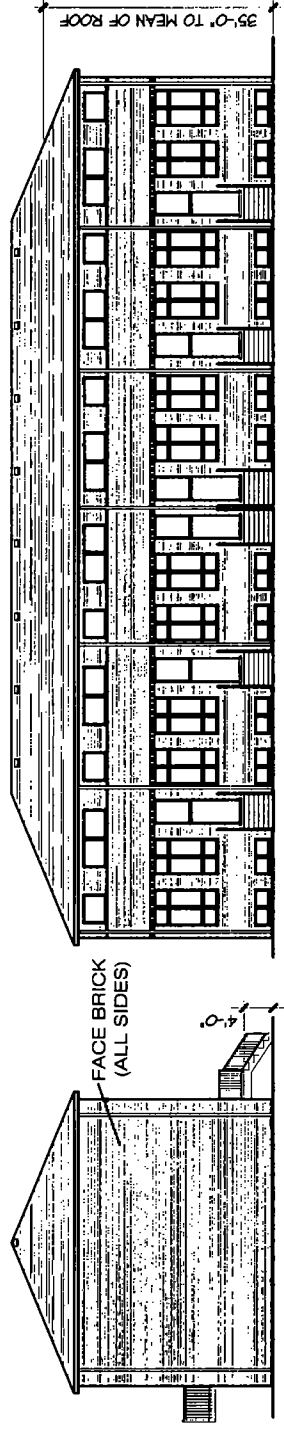 FACE BRICK
(ALL SIDES)
4'-0"
35'-0" TO MEAN OF ROOF